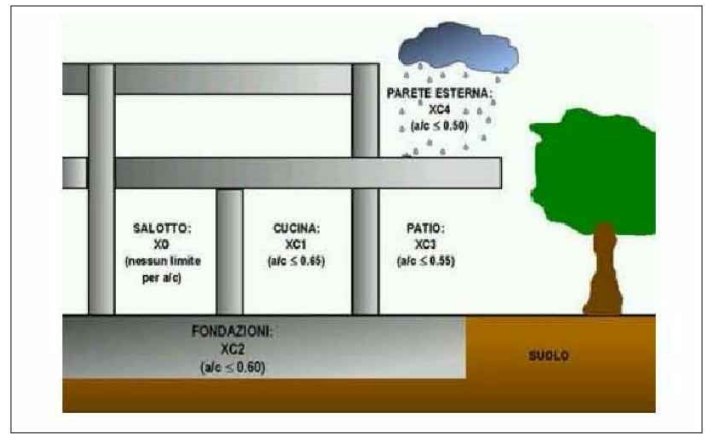 PARETE ESTERNA:
XC4
(a/c ≤ 0.50)
SALOTTO:
X0
(nessun limite
per a/c)
CUCINA:
XC1
(a/c ≤ 0.65)
PATIO:
XC3
(a/c ≤ 0.55)
FONDAZIONI:
XC2
(a/c ≤ 0.60)
SUOLO